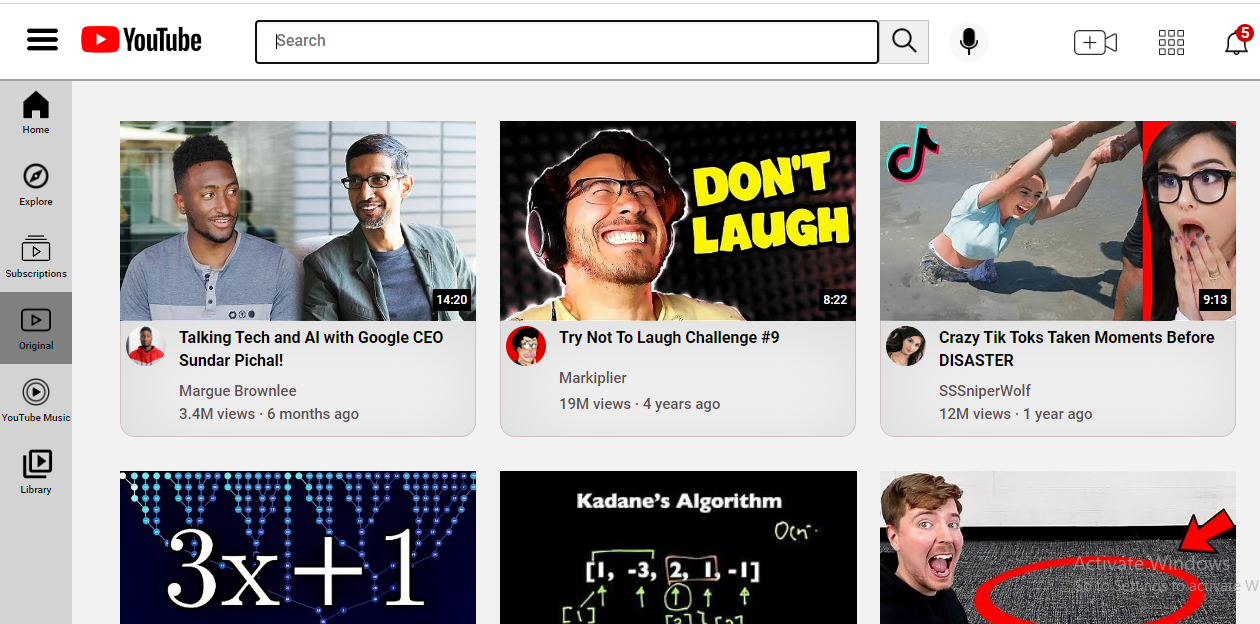 YouTube
Search
5
Home
Explore
Subscriptions
Original
YouTube Music
Library
14:20
Talking Tech and AI with Google CEO
Sundar Pichal!
Margue Brownlee
3.4M views · 6 months ago
DON'T
LAUGH
8:22
Try Not To Laugh Challenge #9
Markiplier
19M views · 4 years ago
9:13
Crazy Tik Toks Taken Moments Before
DISASTER
SSSniperWolf
12M views · 1 year ago
3x+1
Kadane's Algorithm
[1, -3, 2, 1, -1]
[1]
Activate Windows
Go to Settings to activate W